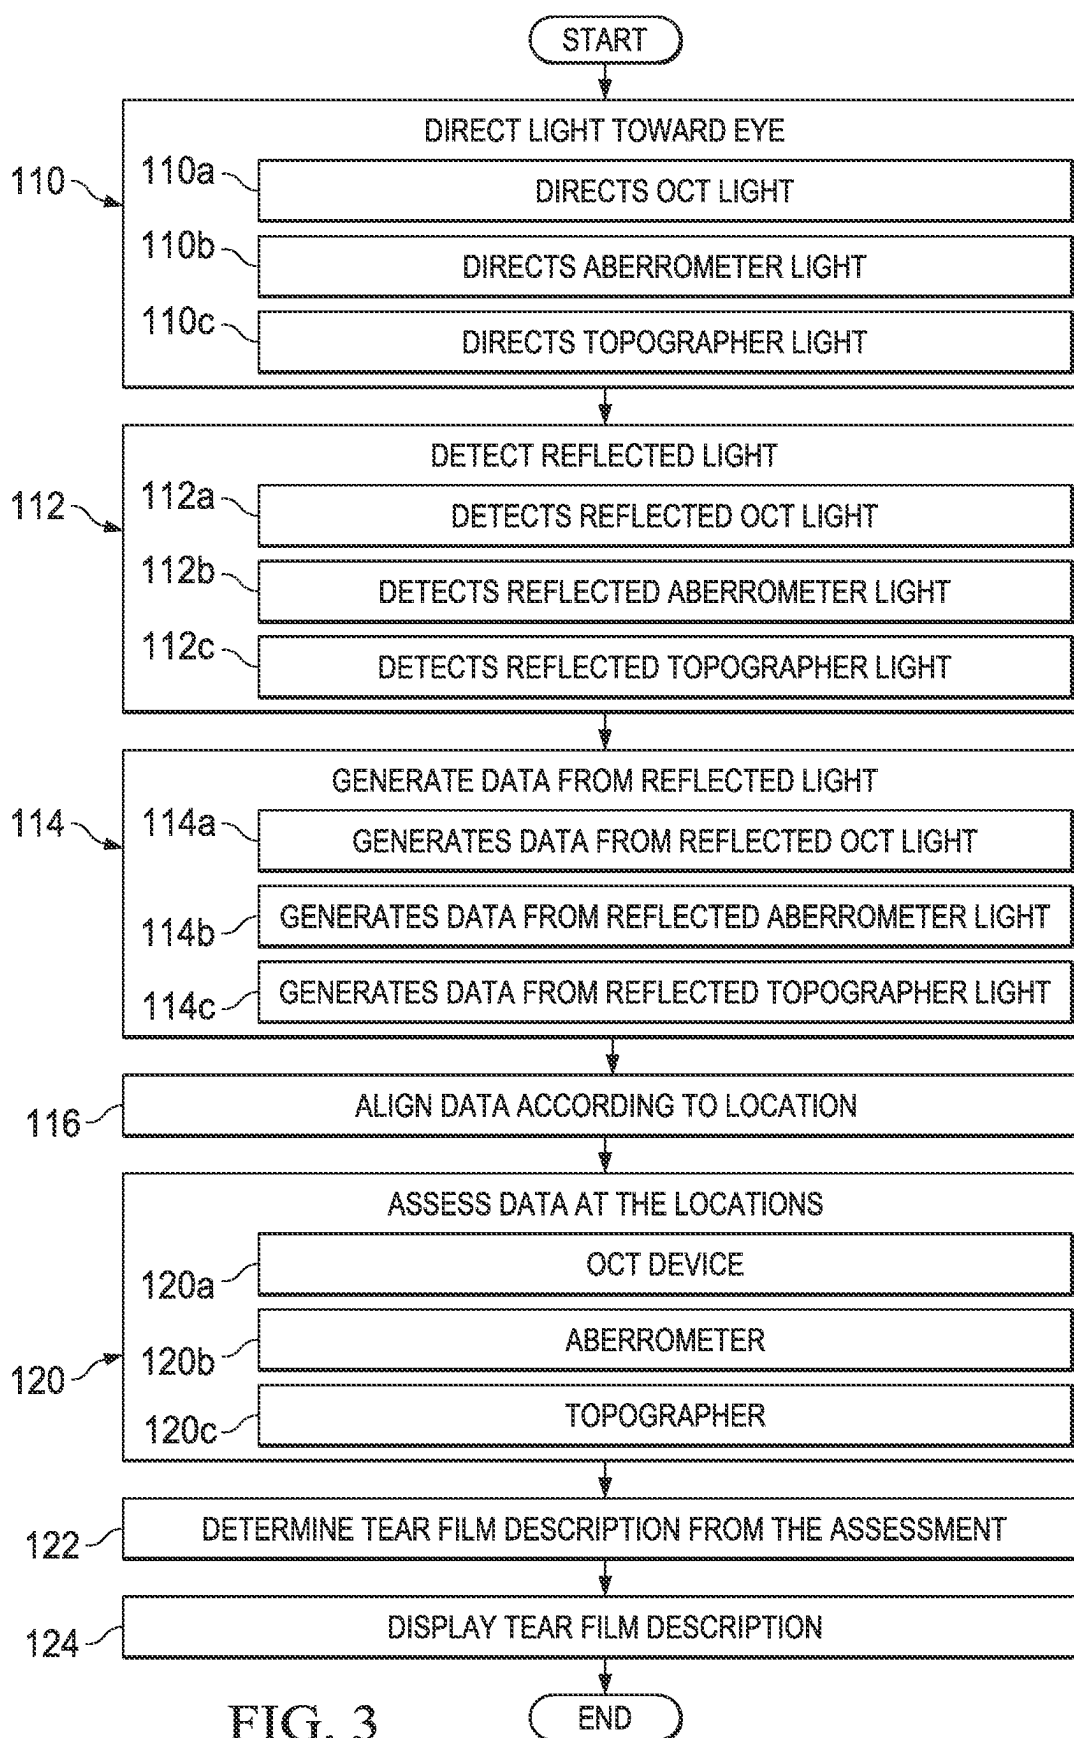 START
DIRECT LIGHT TOWARD EYE
110
110a
DIRECTS OCT LIGHT
110b
DIRECTS ABERROMETER LIGHT
110c
DIRECTS TOPOGRAPHER LIGHT
DETECT REFLECTED LIGHT
112
112a
DETECTS REFLECTED OCT LIGHT
112b
DETECTS REFLECTED ABERROMETER LIGHT
112c
DETECTS REFLECTED TOPOGRAPHER LIGHT
GENERATE DATA FROM REFLECTED LIGHT
114
114a
GENERATES DATA FROM REFLECTED OCT LIGHT
114b
GENERATES DATA FROM REFLECTED ABERROMETER LIGHT
114c
GENERATES DATA FROM REFLECTED TOPOGRAPHER LIGHT
116
ALIGN DATA ACCORDING TO LOCATION
ASSESS DATA AT THE LOCATIONS
120a
OCT DEVICE
120
120b
ABERROMETER
120c
TOPOGRAPHER
122
DETERMINE TEAR FILM DESCRIPTION FROM THE ASSESSMENT
124
DISPLAY TEAR FILM DESCRIPTION
FIG. 3
END